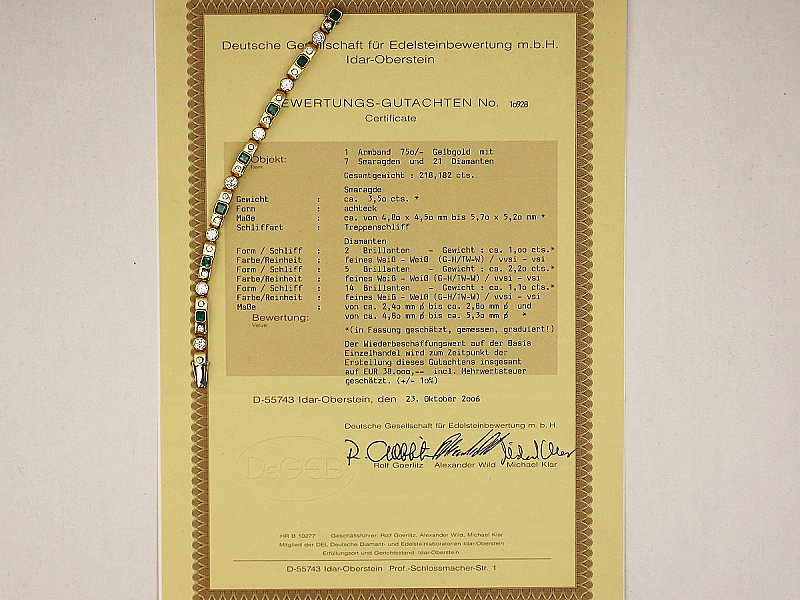 Deutsche Gesellschaft für Edelsteinbewertung m.b.H.
Idar-Oberstein
EWERTUNGS-GUTACHTEN No. 10928
Certificate
Objekt: 1 Armband 750/- Gelbgold mit
Item: 7 Smaragden und 21 Diamanten
Gesamtgewicht : 218,182 cts.
Smaragde
Gewicht : ca. 3,50 cts. *
Form : achteck
Maße : ca. von 4,80 x 4,50 mm bis 5,70 x 5,20 mm *
Schliffart : Treppenschliff
Diamanten
Form / Schliff : 2 Brillanten - Gewicht : ca. 1,00 cts.*
Farbe/Reinheit : feines Weiß - Weiß (G-H/TW-W) / vvsi - vsi
Form / Schliff : 5 Brillanten - Gewicht : ca. 2,20 cts.*
Farbe/Reinheit : feines Weiß - Weiß (G-H/TW-W) / vvsi - vsi
Form / Schliff : 14 Brillanten - Gewicht : ca. 1,10 cts.*
Farbe/Reinheit : feines Weiß - Weiß (G-H/TW-W) / vvsi - vsi
Maße : ca. von 2,40 mm ø bis ca. 2,80 mm ø und
von ca. 4,80 mm ø bis ca. 5,30 mm ø *
Bewertung:
Value: *(in Fassung geschätzt, gemessen, graduiert!)
Der Wiederbeschaffungswert auf der Basis
Einzelhandel wird zum Zeitpunkt der
Erstellung dieses Gutachtens insgesamt
auf EUR 38.000,-- incl. Mehrwertsteuer
geschätzt. (+/- 10%)
D-55743 Idar-Oberstein, den 23. Oktober 2006
Deutsche Gesellschaft für Edelsteinbewertung m. b. H.
Rolf Goerlitz Alexander Wild Michael Klar
DeGEB
HR B 10277 - Geschäftsführer: Rolf Goerlitz, Alexander Wild, Michael Klar
Mitglied der DEL Deutsche Diamant- und Edelsteinlaboratorien Idar-Oberstein
Erfüllungsort und Gerichtsstand: Idar-Oberstein
D-55743 Idar-Oberstein Prof.-Schlossmacher-Str. 1